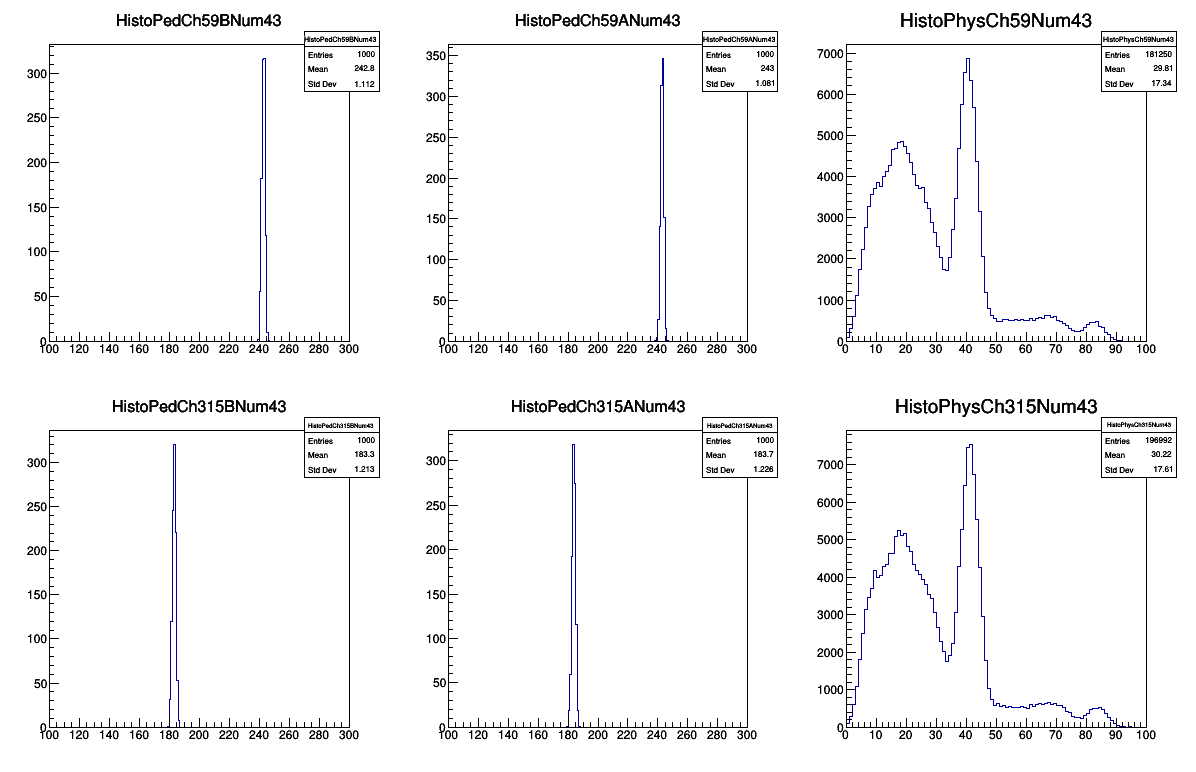 HistoPedCh59BNum43
HistoPedCh59BNum43
Entries 1000
Mean 242.8
Std Dev 1.112
300
250
200
150
100
50
0
100 120 140 160 180 200 220 240 260 280 300
HistoPedCh59ANum43
HistoPedCh59ANum43
Entries 1000
Mean 243
Std Dev 1.081
350
300
250
200
150
100
50
0
100 120 140 160 180 200 220 240 260 280 300
HistoPhysCh59Num43
HistoPhysCh59Num43
Entries 181250
Mean 29.81
Std Dev 17.34
7000
6000
5000
4000
3000
2000
1000
0
0 10 20 30 40 50 60 70 80 90 100
HistoPedCh315BNum43
HistoPedCh315BNum43
Entries 1000
Mean 183.3
Std Dev 1.213
300
250
200
150
100
50
0
100 120 140 160 180 200 220 240 260 280 300
HistoPedCh315ANum43
HistoPedCh315ANum43
Entries 1000
Mean 183.7
Std Dev 1.226
300
250
200
150
100
50
0
100 120 140 160 180 200 220 240 260 280 300
HistoPhysCh315Num43
HistoPhysCh315Num43
Entries 196992
Mean 30.22
Std Dev 17.61
7000
6000
5000
4000
3000
2000
1000
0
0 10 20 30 40 50 60 70 80 90 100